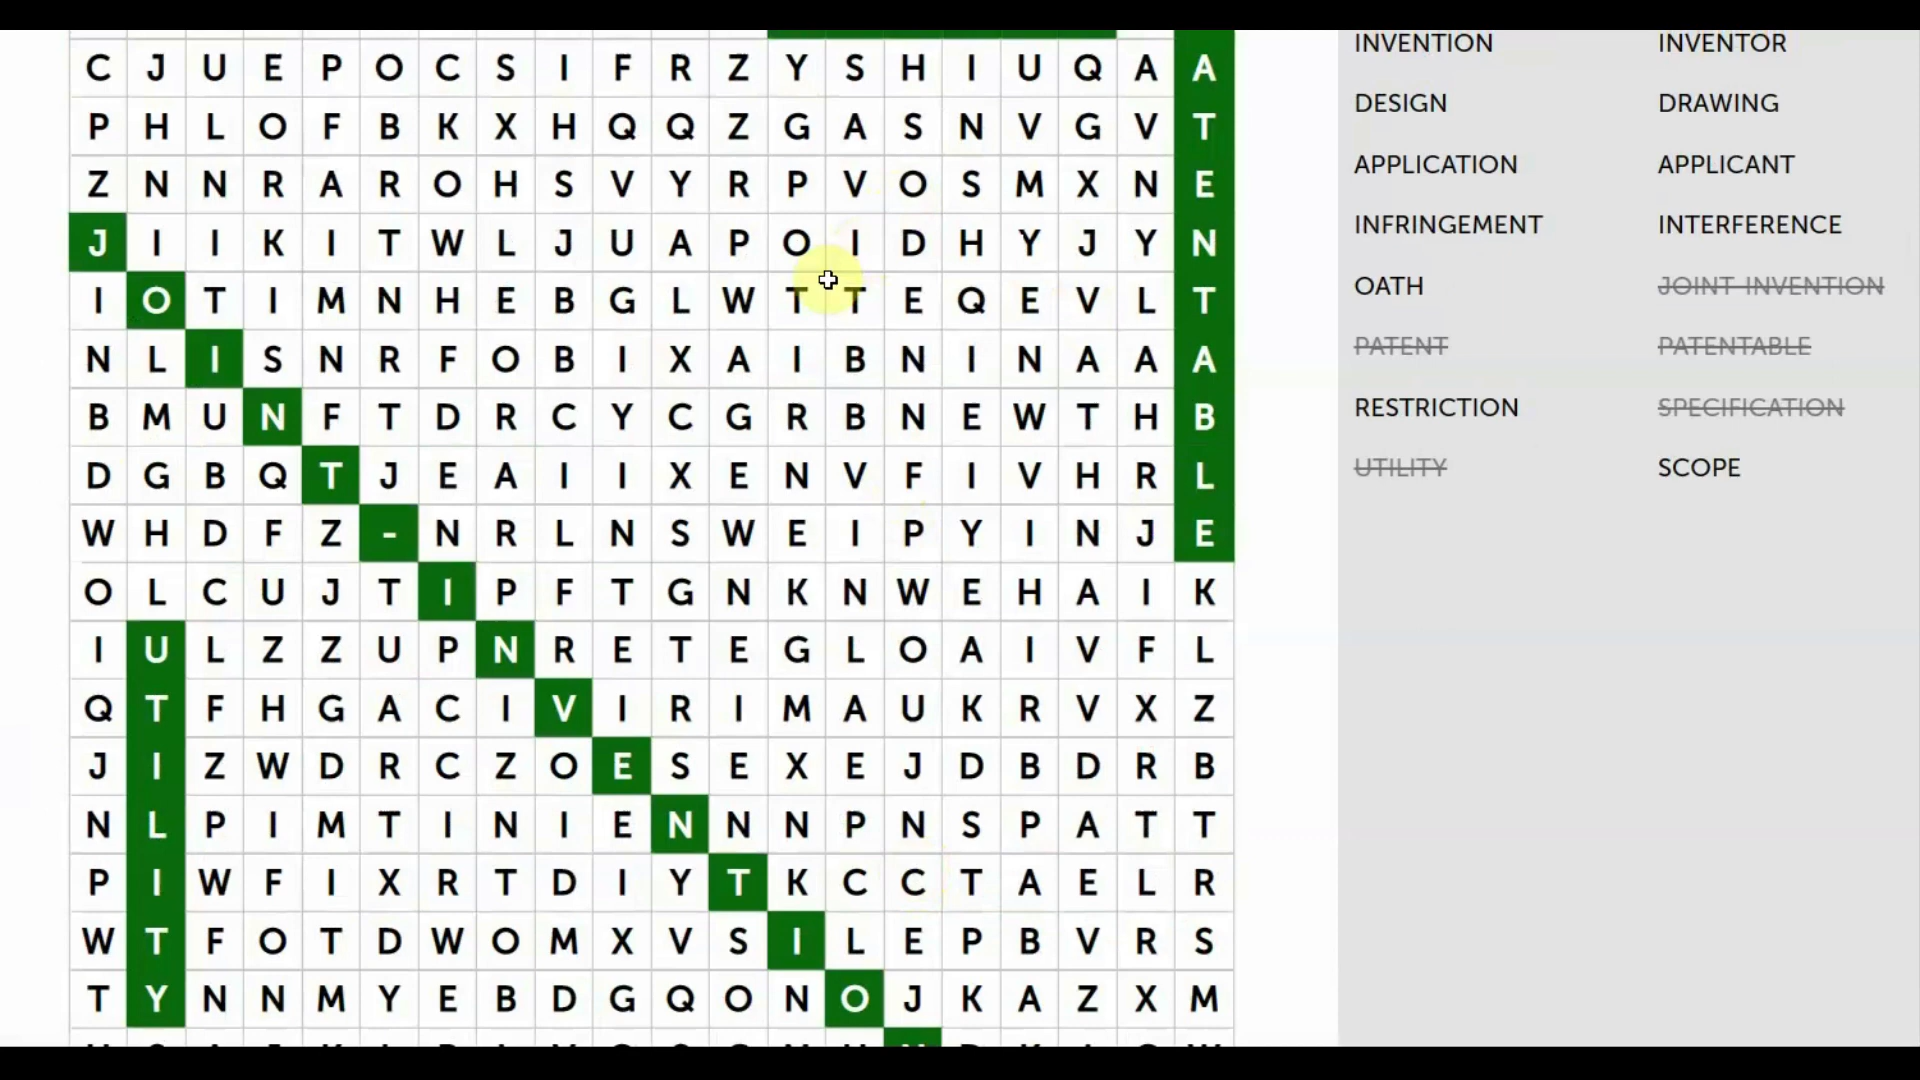 C J U E P O C S I F R Z Y S H I U Q A A
P H L O F B K X H Q Q Z G A S N V G V T
Z N N R A R O H S V Y R P V O S M X N E
J I I K I T W L J U A P O I D H Y J Y N
I O T I M N H E B G L W T T E Q E V L T
N L I S N R F O B I X A I B N I N A A A
B M U N F T D R C Y C G R B N E W T H B
D G B Q T J E A I I X E N V F I V H R L
W H D F Z - N R L N S W E I P Y I N J E
O L C U J T I P F T G N K N W E H A I K
I U L Z Z U P N R E T E G L O A I V F L
Q T F H G A C I V I R I M A U K R V X Z
J I Z W D R C Z O E S E X E J D B D R B
N L P I M T I N I E N N N P N S P A T T
P I W F I X R T D I Y T K C C T A E L R
W T F O T D W O M X V S I L E P B V R S
T Y N N M Y E B D G Q O N O J K A Z X M
INVENTION INVENTOR
DESIGN DRAWING
APPLICATION APPLICANT
INFRINGEMENT INTERFERENCE
OATH JOINT-INVENTION
PATENT PATENTABLE
RESTRICTION SPECIFICATION
UTILITY SCOPE